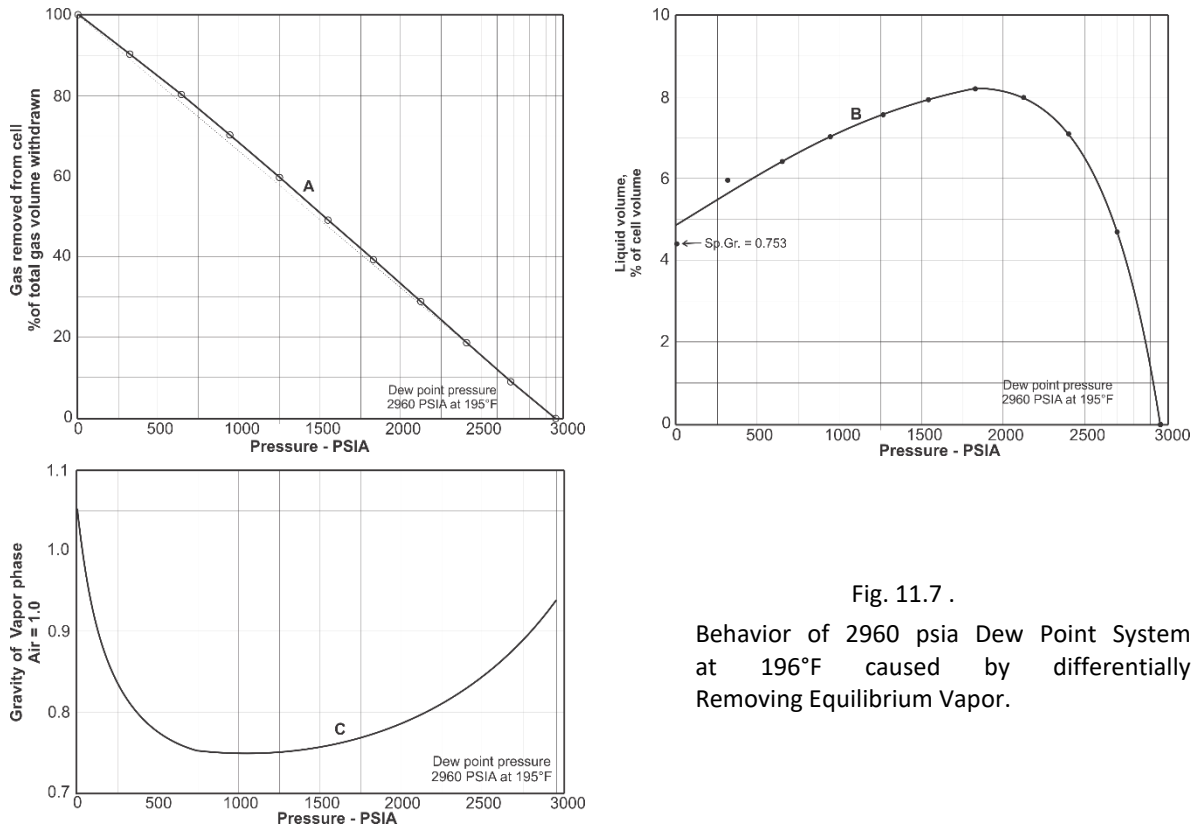 100
80
60
40
20
0
Gas removed from cell
%of total gas volume withdrawn
A
Dew point pressure
2960 PSIA at 195°F
0 500 1000 1500 2000 2500 3000
Pressure - PSIA
10
8
6
4
2
0
Liquid volume,
% of cell volume
B
Sp.Gr. = 0.753
Dew point pressure
2960 PSIA at 195°F
0 500 1000 1500 2000 2500 3000
Pressure - PSIA
1.1
1.0
0.9
0.8
0.7
Gravity of Vapor phase
Air = 1.0
C
Dew point pressure
2960 PSIA at 195°F
0 500 1000 1500 2000 2500 3000
Pressure - PSIA
Fig. 11.7 .
Behavior of 2960 psia Dew Point System
at 196°F caused by differentially
Removing Equilibrium Vapor.